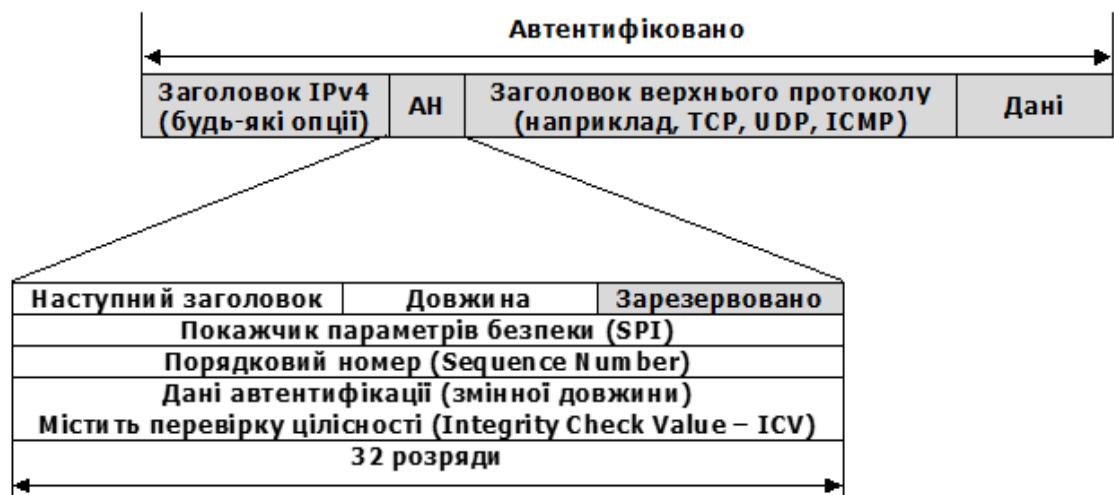 Автентифіковано
Заголовок IPv4
(будь-які опції)
АН
Заголовок верхнього протоколу
(наприклад, TCP, UDP, ICMP)
Дані
Наступний заголовок
Довжина
Зарезервовано
Покажчик параметрів безпеки (SPI)
Порядковий номер (Sequence Number)
Дані автентифікації (змінної довжини)
Містить перевірку цілісності (Integrity Check Value – ICV)
32 розряди